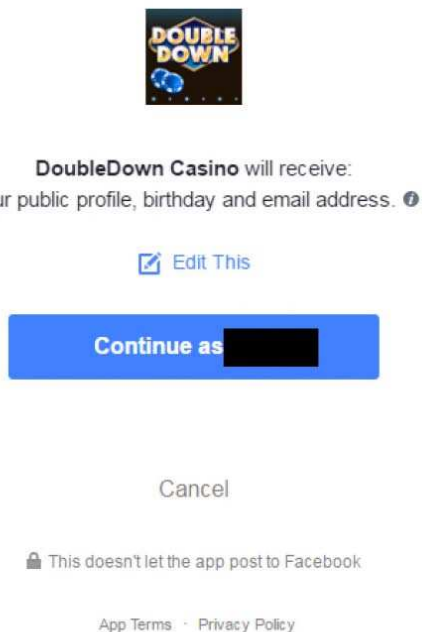 DOUBLE
DOWN
DoubleDown Casino will receive:
ur public profile, birthday and email address.
Edit This
Continue as
Cancel
This doesn't let the app post to Facebook
App Terms · Privacy Policy